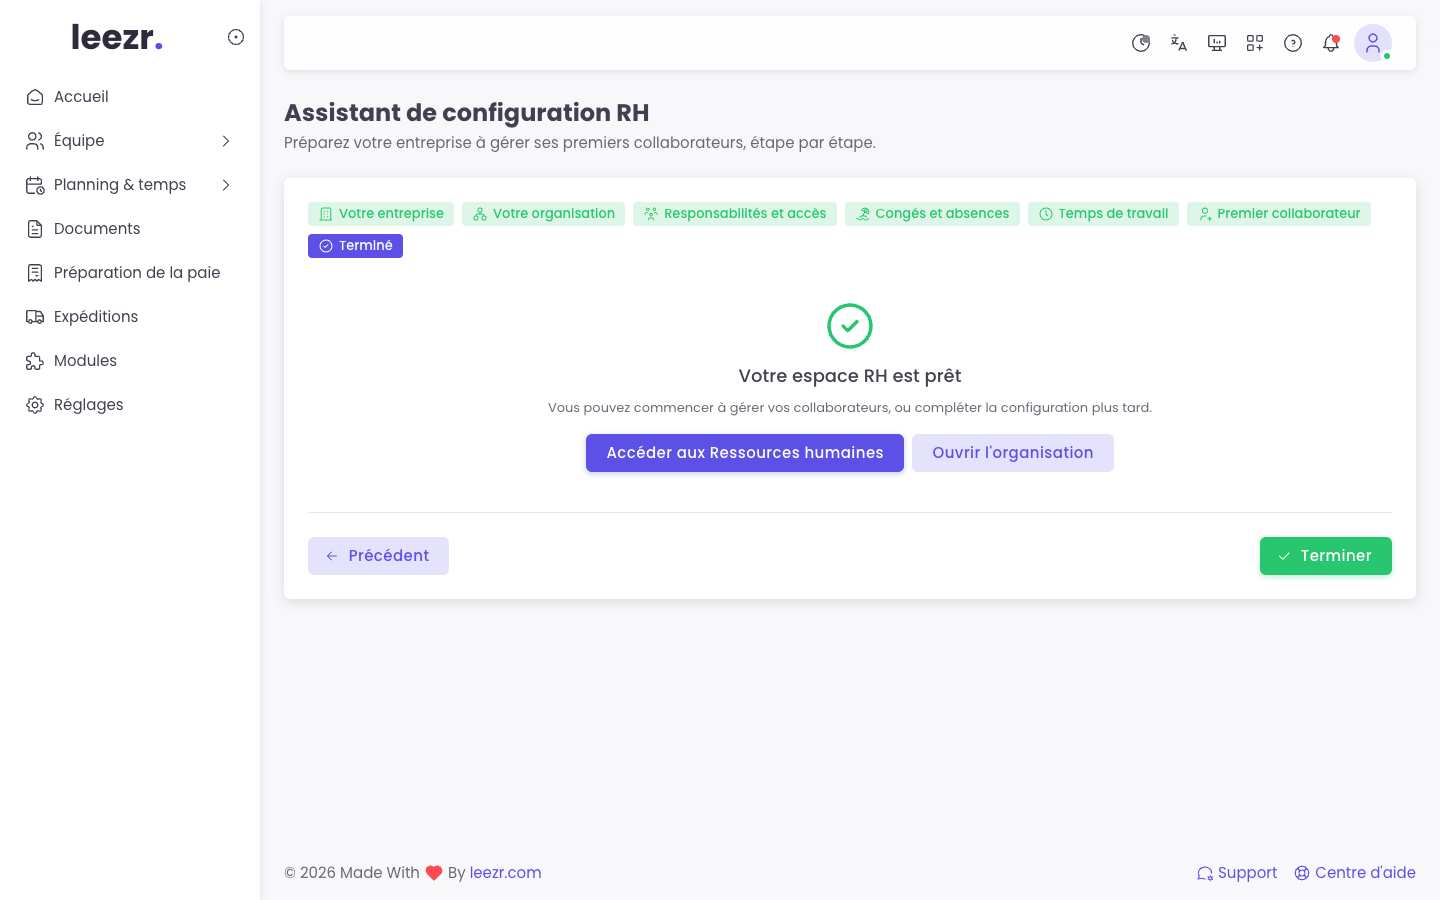 leezr.
Accueil
Équipe
Planning & temps
Documents
Préparation de la paie
Expéditions
Modules
Réglages
Assistant de configuration RH
Préparez votre entreprise à gérer ses premiers collaborateurs, étape par étape.
Votre entreprise
Votre organisation
Responsabilités et accès
Congés et absences
Temps de travail
Premier collaborateur
Terminé
Votre espace RH est prêt
Vous pouvez commencer à gérer vos collaborateurs, ou compléter la configuration plus tard.
Accéder aux Ressources humaines
Ouvrir l'organisation
Précédent
Terminer
© 2026 Made With By leezr.com
Support
Centre d'aide